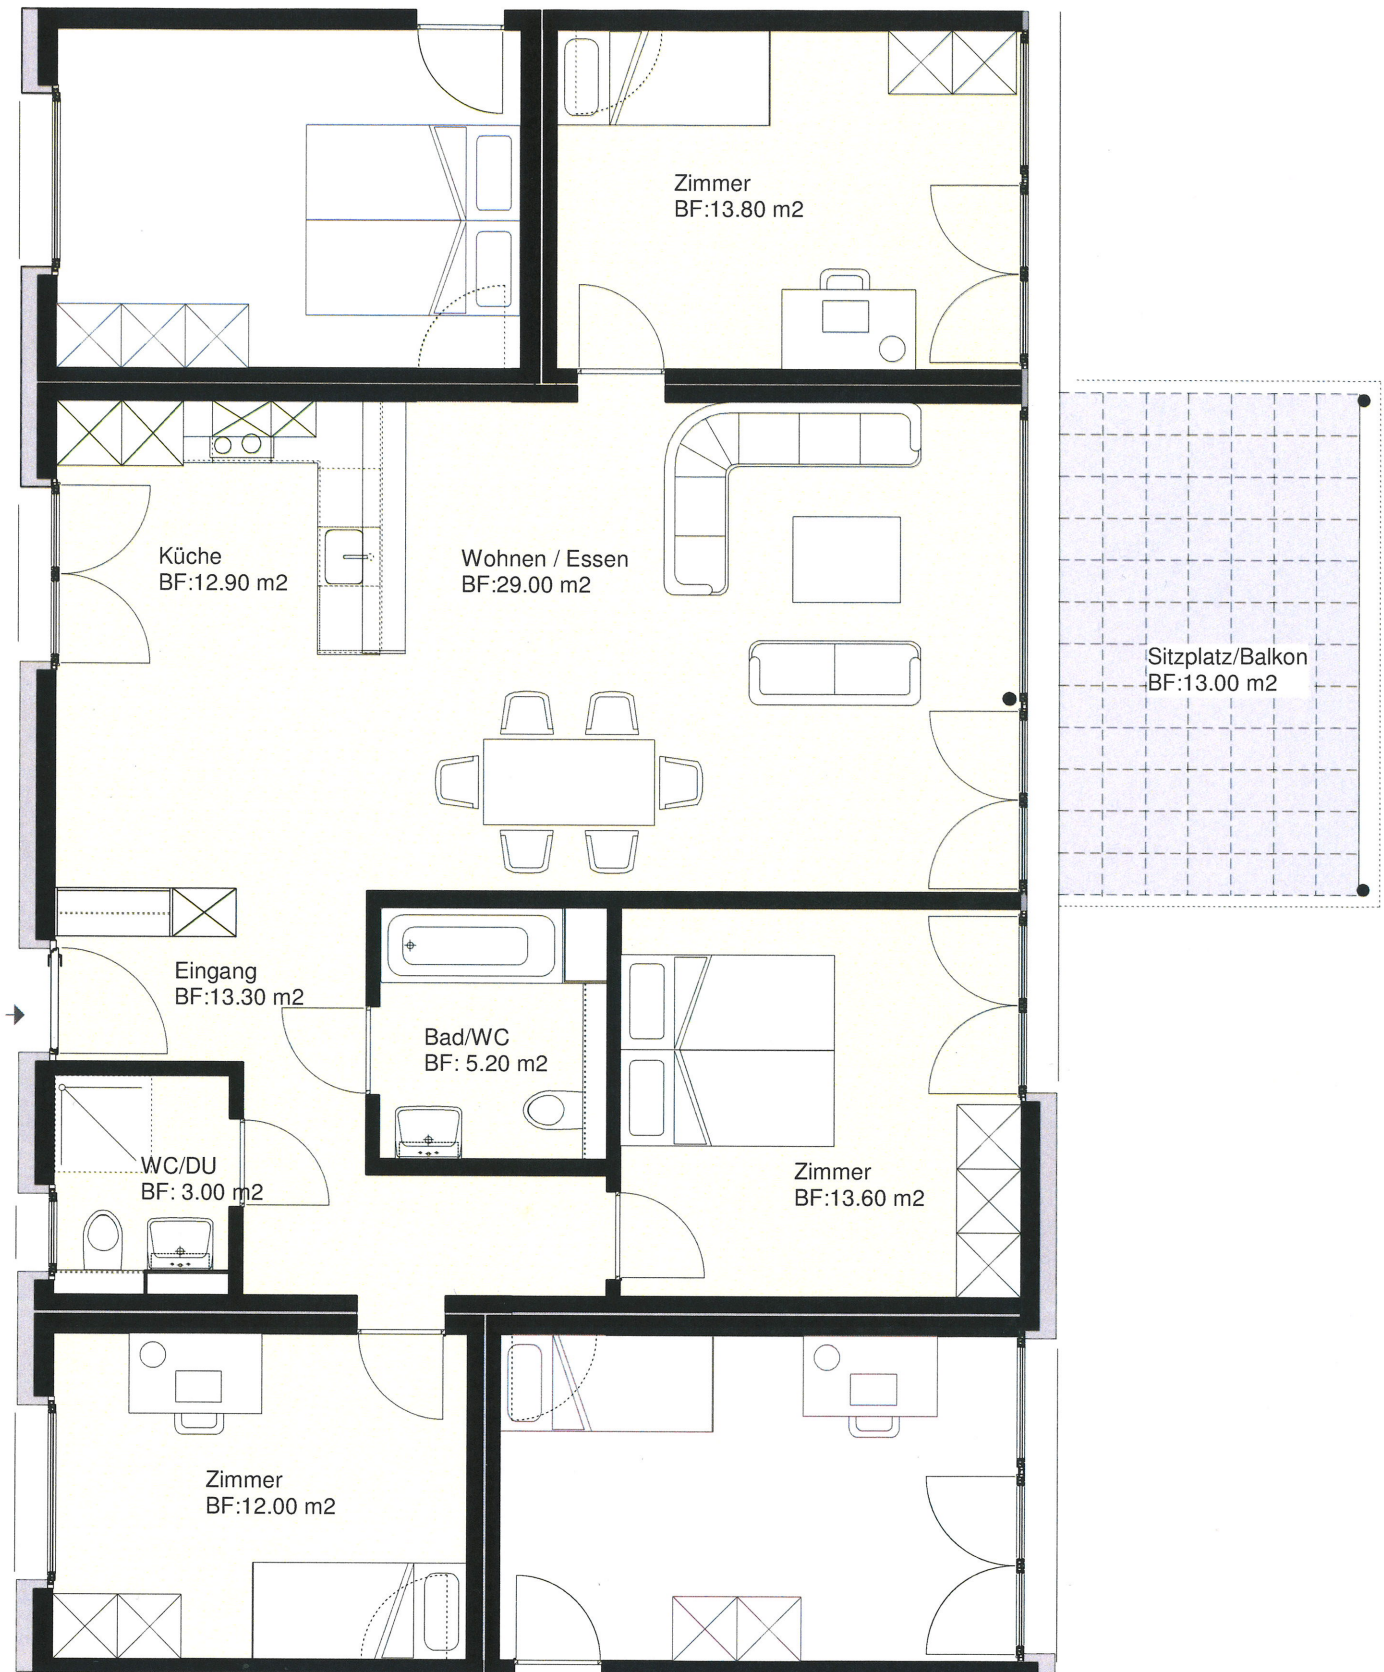 Zimmer
BF:13.80 m2
Küche
BF:12.90 m2
Wohnen / Essen
BF:29.00 m2
Sitzplatz/Balkon
BF:13.00 m2
Eingang
BF:13.30 m2
Bad/WC
BF: 5.20 m2
WC/DU
BF: 3.00 m2
Zimmer
BF:13.60 m2
Zimmer
BF:12.00 m2